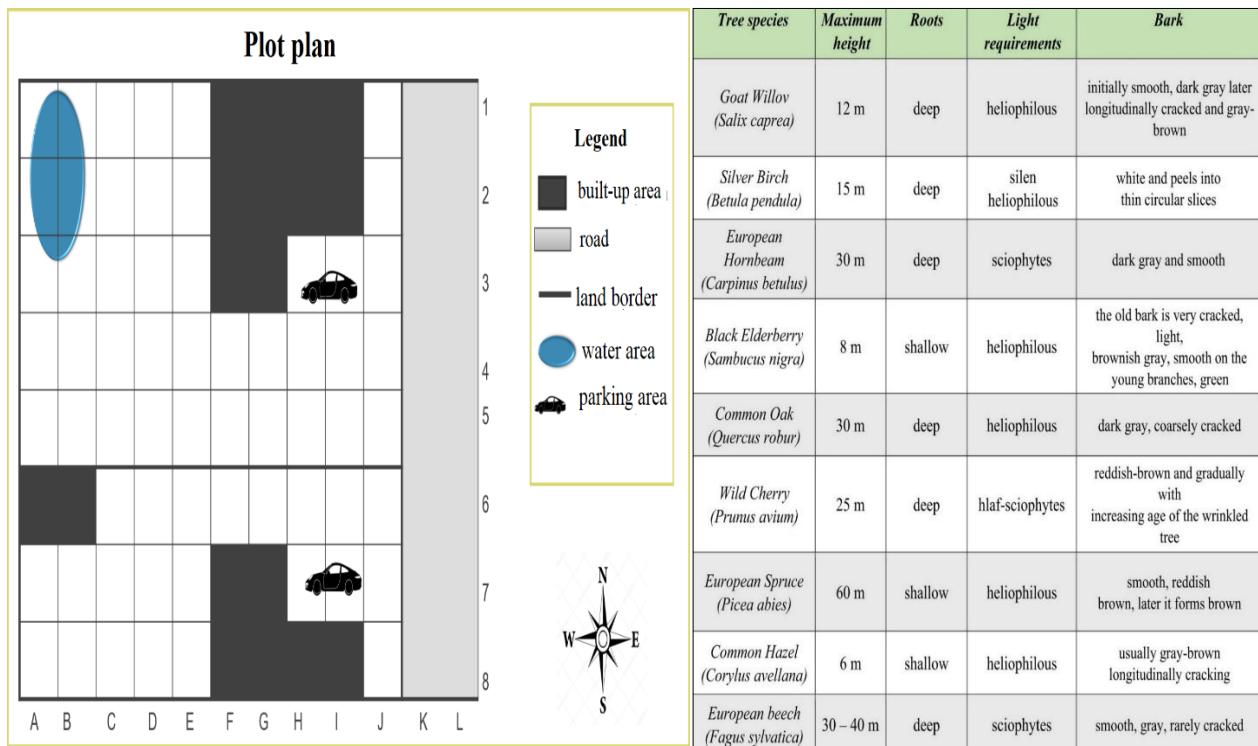 Plot plan
1
2
3
4
5
6
7
8
A B C D E F G H I J K L
Legend
built-up area
road
land border
water area
parking area
N
W E
S
Tree species Maximum height Roots Light requirements Bark
Goat Willov
(Salix caprea)
12 m
deep
heliophilous
initially smooth, dark gray later
longitudinally cracked and gray-
brown
Silver Birch
(Betula pendula)
15 m
deep
silen
heliophilous
white and peels into
thin circular slices
European
Hornbeam
(Carpinus betulus)
30 m
deep
sciophytes
dark gray and smooth
Black Elderberry
(Sambucus nigra)
8 m
shallow
heliophilous
the old bark is very cracked,
light,
brownish gray, smooth on the
young branches, green
Common Oak
(Quercus robur)
30 m
deep
heliophilous
dark gray, coarsely cracked
Wild Cherry
(Prunus avium)
25 m
deep
hlaf-sciophytes
reddish-brown and gradually
with
increasing age of the wrinkled
tree
European Spruce
(Picea abies)
60 m
shallow
heliophilous
smooth, reddish
brown, later it forms brown
Common Hazel
(Corylus avellana)
6 m
shallow
heliophilous
usually gray-brown
longitudinally cracking
European beech
(Fagus sylvatica)
30 – 40 m
deep
sciophytes
smooth, gray, rarely cracked